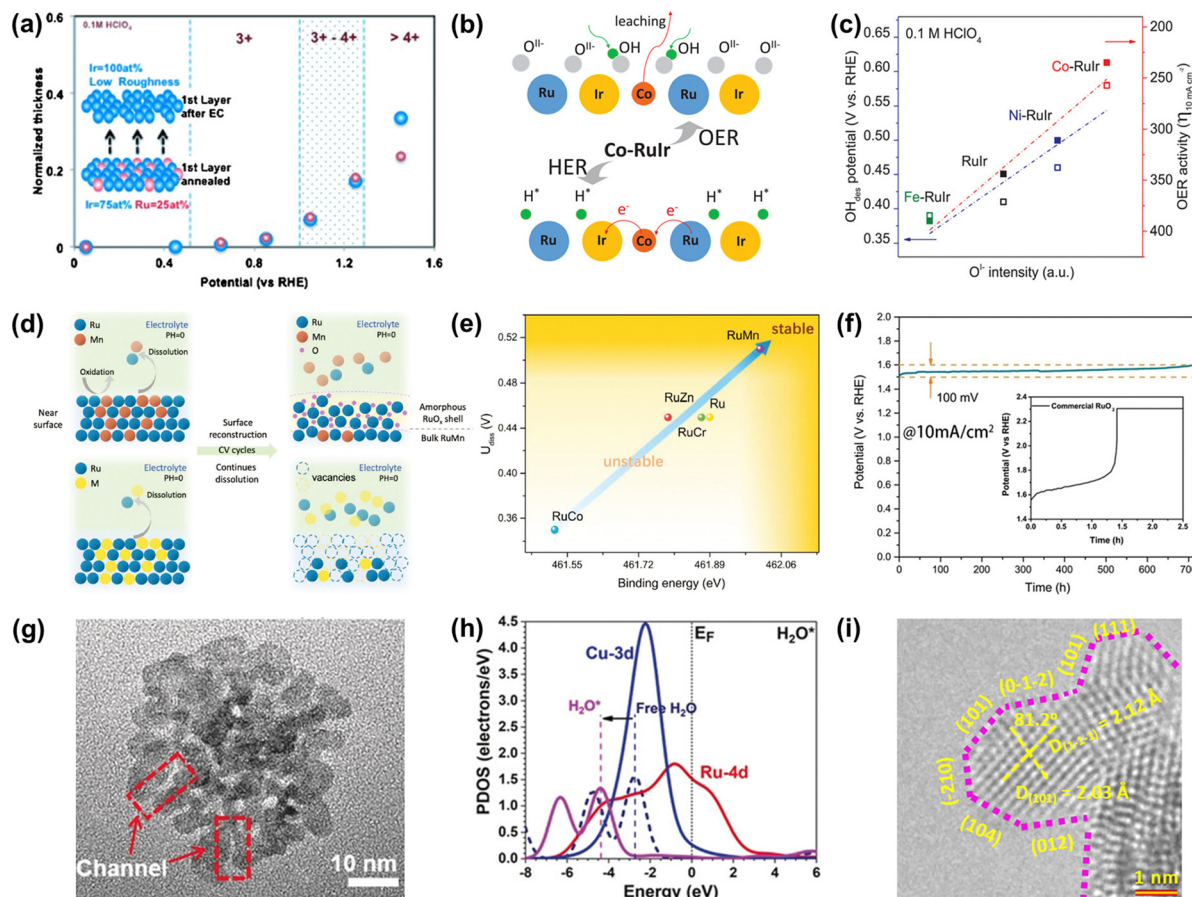 (a)
0.1M HClO₄
3+
3+ - 4+
> 4+
Ir=100at%
Low Roughness
1st Layer
after EC
1st Layer
annealed
Ir=75at% Ru=25at%
Normalized thickness
0.6
0.4
0.2
0
0 0.4 0.8 1.2 1.6
Potential (vs RHE)
(b)
leaching
Oᴵᴵ⁻ Oᴵᴵ⁻ OH OH Oᴵᴵ⁻ Oᴵᴵ⁻
Ru Ir Co Ru Ir
OER
Co-RuIr
HER
H* H* H* H*
e⁻ e⁻
Ru Ir Co Ru Ir
(c)
0.1 M HClO₄
Co-RuIr
Ni-RuIr
RuIr
Fe-RuIr
OH_des potential (V vs. RHE)
0.65
0.60
0.55
0.50
0.45
0.40
0.35
200
250
300
350
400
OER activity (η₁₀ mA cm⁻²)
Oᴵ⁻ intensity (a.u.)
(d)
Ru
Mn
Electrolyte
PH=0
Dissolution
Oxidation
Near
surface
Surface
reconstruction
CV cycles
Continues
dissolution
Ru
Mn
O
Electrolyte
PH=0
Amorphous
RuOₓ shell
Bulk RuMn
Ru
M
Electrolyte
PH=0
Dissolution
Ru
M
Electrolyte
PH=0
vacancies
(e)
stable
RuMn
RuZn
Ru
RuCr
unstable
RuCo
U_diss (V)
0.52
0.48
0.44
0.40
0.36
461.55 461.72 461.89 462.06
Binding energy (eV)
(f)
Potential (V vs. RHE)
2.0
1.8
1.6
1.4
1.2
1.0
0.8
0.6
0.4
0.2
0.0
100 mV
@10mA/cm²
Commercial RuO₂
Potential (V vs RHE)
2.4
2.2
2.0
1.8
1.6
1.4
0.0 0.5 1.0 1.5 2.0 2.5
Time (h)
0 100 200 300 400 500 600 700
Time (h)
(g)
Channel
10 nm
(h)
PDOS (electrons/eV)
4.5
4.0
3.5
3.0
2.5
2.0
1.5
1.0
0.5
0.0
E_F
H₂O*
Cu-3d
H₂O*
Free H₂O
Ru-4d
-8 -6 -4 -2 0 2 4 6
Energy (eV)
(i)
(111)
(101)
(0-1-2)
(101)
81.2°
D₍₁₋₁₋₁₎ = 2.12 Å
D₍₁₀₁₎ = 2.03 Å
(-210)
(104)
(012)
1 nm